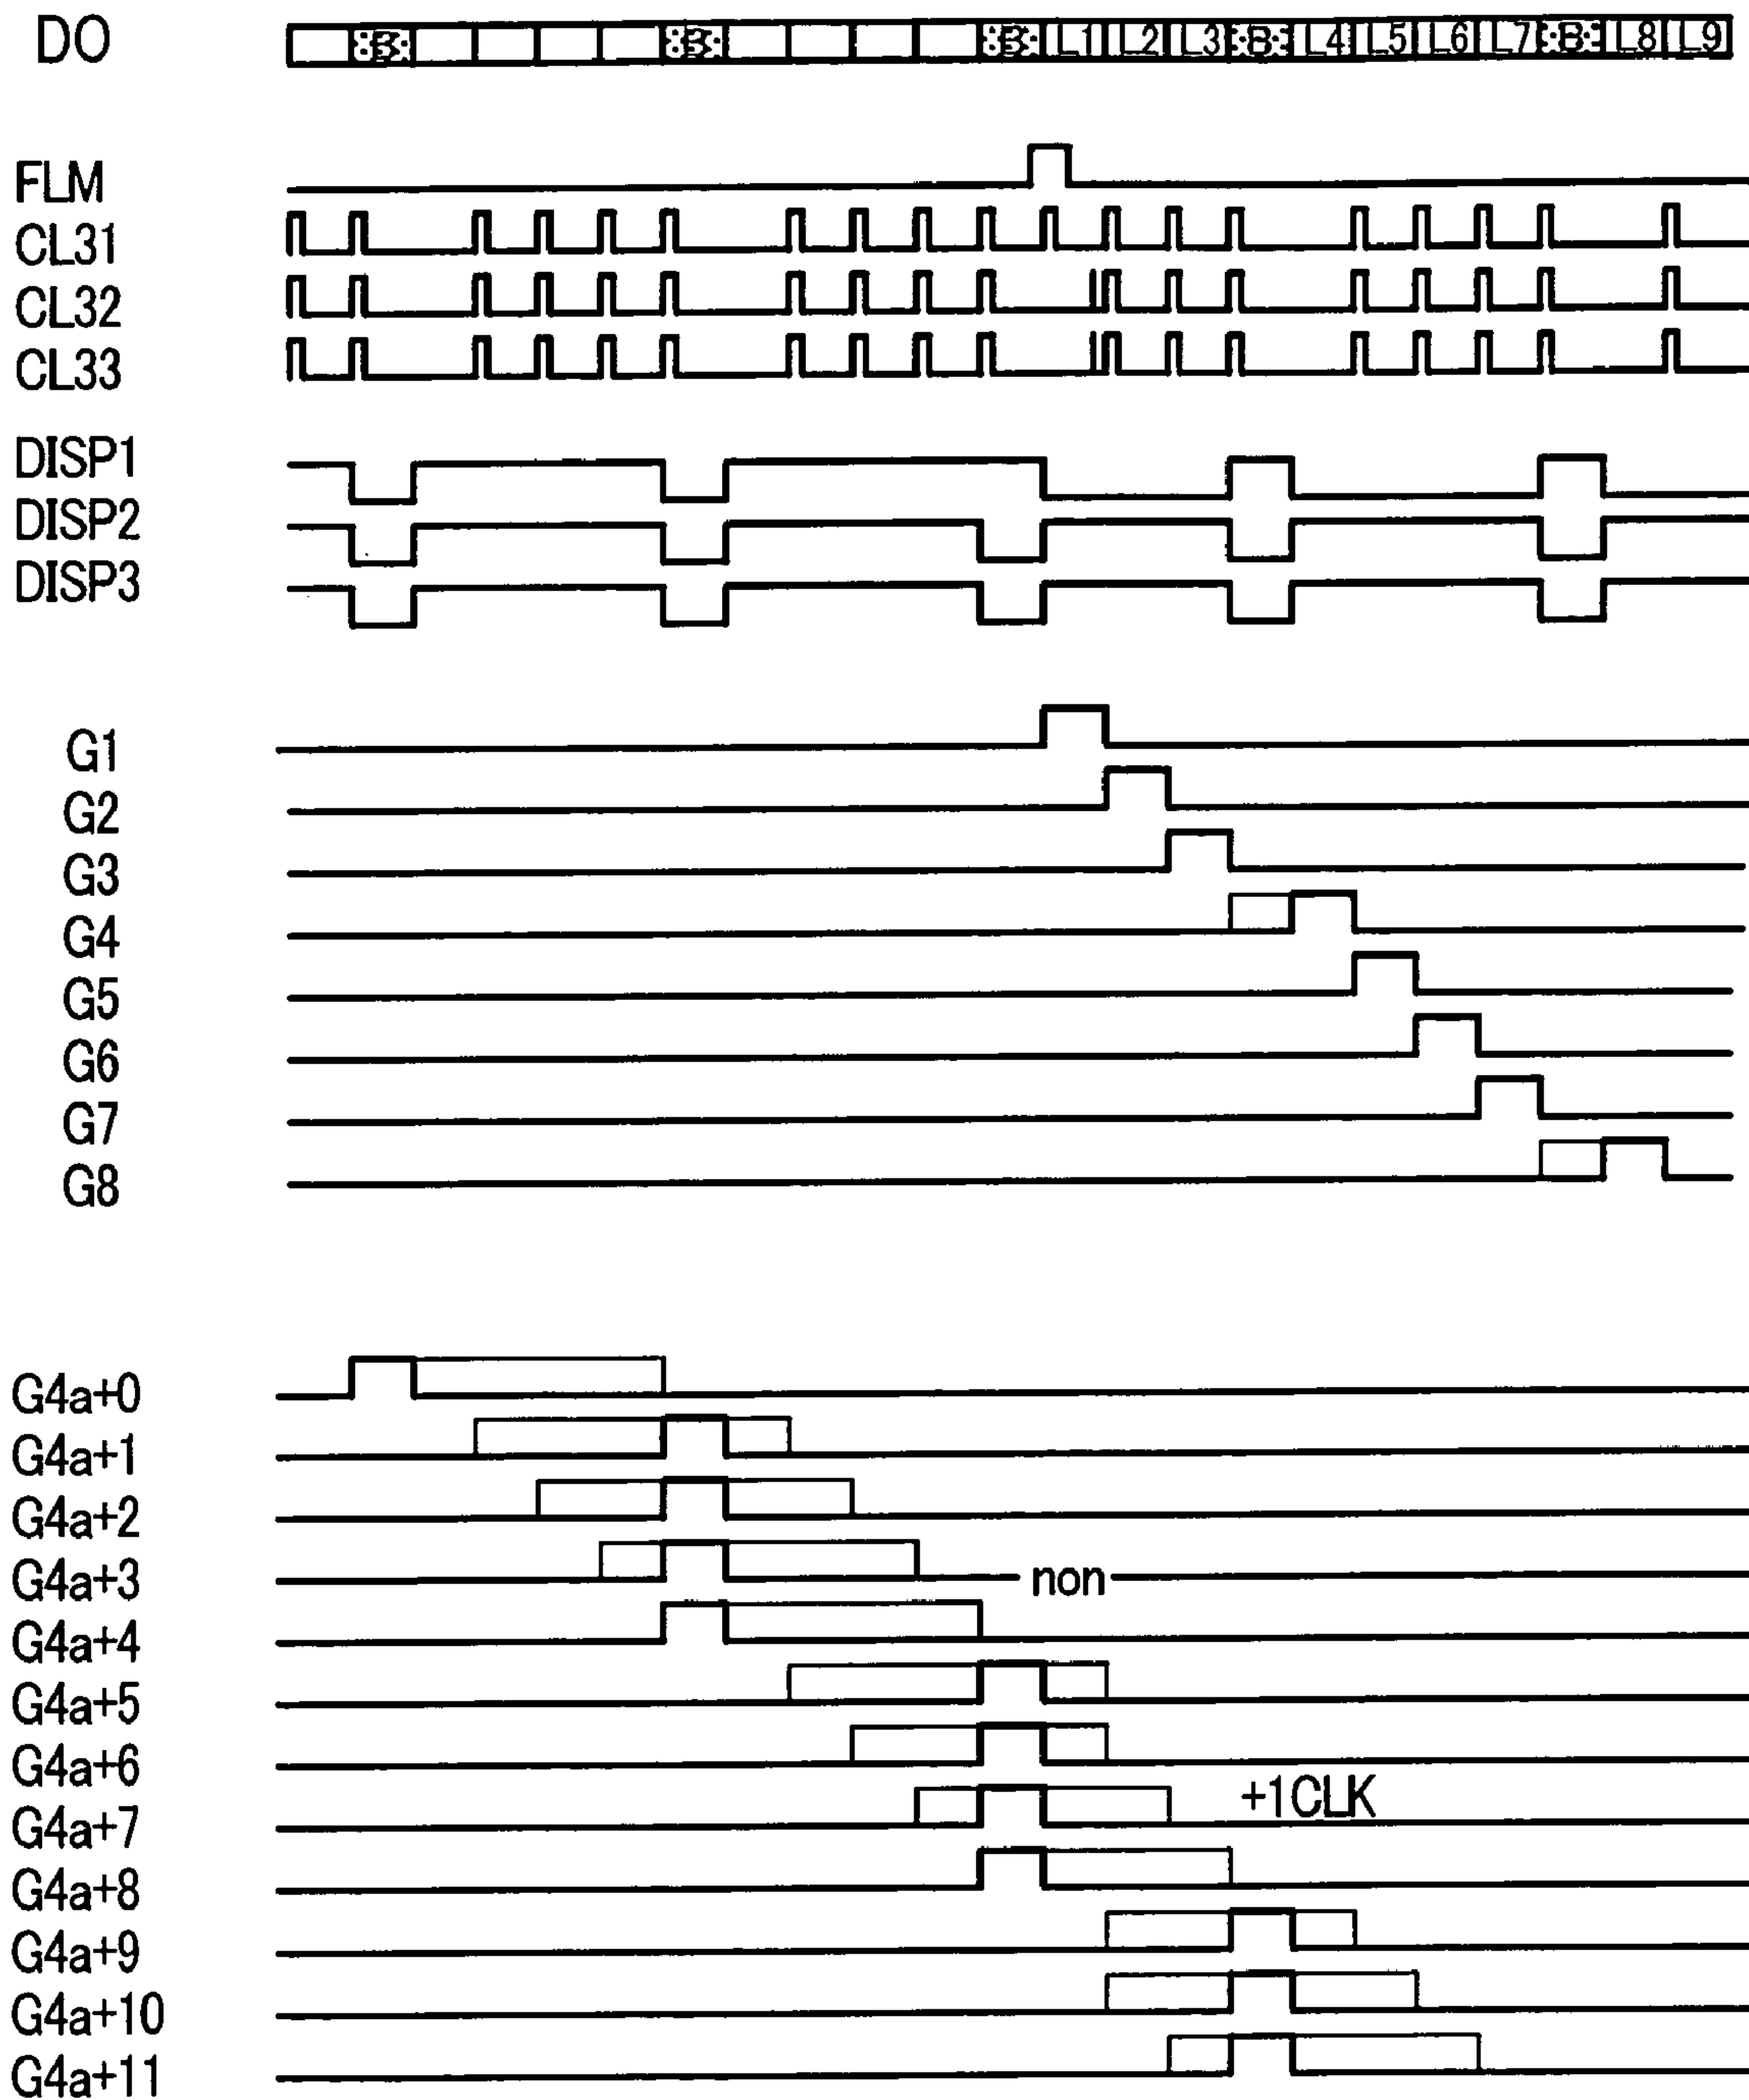 DO B B B L1 L2 L3 B L4 L5 L6 L7 B L8 L9
FLM
CL31
CL32
CL33
DISP1
DISP2
DISP3
G1
G2
G3
G4
G5
G6
G7
G8
G4a+0
G4a+1
G4a+2
G4a+3 non
G4a+4
G4a+5
G4a+6
G4a+7 +1CLK
G4a+8
G4a+9
G4a+10
G4a+11